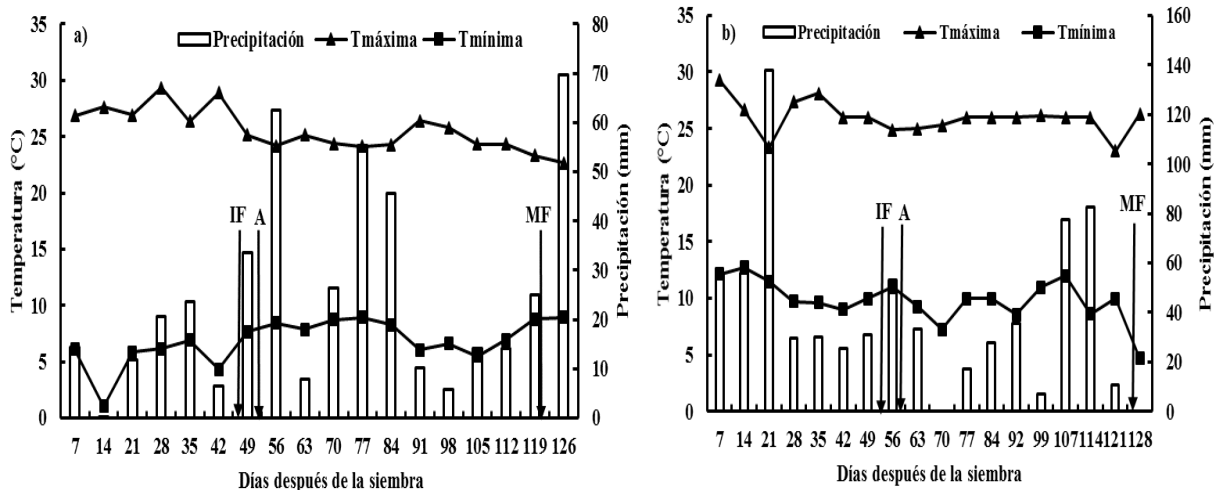 a)
Precipitación
Tmáxima
Tmínima
Temperatura (°C)
35
30
25
20
15
10
5
0
80
70
60
50
40
30
20
10
0
Precipitación (mm)
IF
A
MF
7 14 21 28 35 42 49 56 63 70 77 84 91 98 105 112 119 126
Días después de la siembra
b)
Precipitación
Tmáxima
Tmínima
Temperatura (°C)
35
30
25
20
15
10
5
0
160
140
120
100
80
60
40
20
0
Precipitación (mm)
IF
A
MF
7 14 21 28 35 42 49 56 63 70 77 84 92 99 107 114 121 128
Días después de la siembra